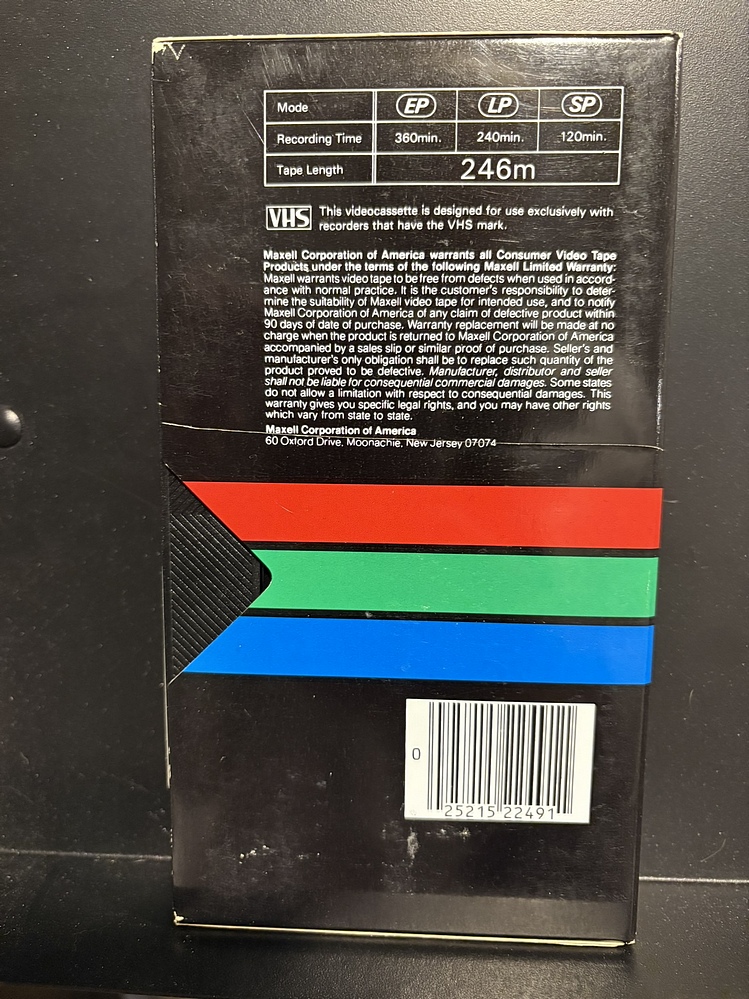 Mode EP LP SP
Recording Time 360min. 240min. 120min.
Tape Length 246m
VHS This videocassette is designed for use exclusively with
recorders that have the VHS mark.
Maxell Corporation of America warrants all Consumer Video Tape
Products under the terms of the following Maxell Limited Warranty:
Maxell warrants video tape to be free from defects when used in accord-
ance with normal practice. It is the customer's responsibility to deter-
mine the suitability of Maxell video tape for intended use, and to notify
Maxell Corporation of America of any claim of defective product within
90 days of date of purchase. Warranty replacement will be made at no
charge when the product is returned to Maxell Corporation of America
accompanied by a sales slip or similar proof of purchase. Seller's and
manufacturer's only obligation shall be to replace such quantity of the
product proved to be defective. Manufacturer, distributor and seller
shall not be liable for consequential commercial damages. Some states
do not allow a limitation with respect to consequential damages. This
warranty gives you specific legal rights, and you may have other rights
which vary from state to state.
Maxell Corporation of America
60 Oxford Drive, Moonachie, New Jersey 07074
0
25215 22491